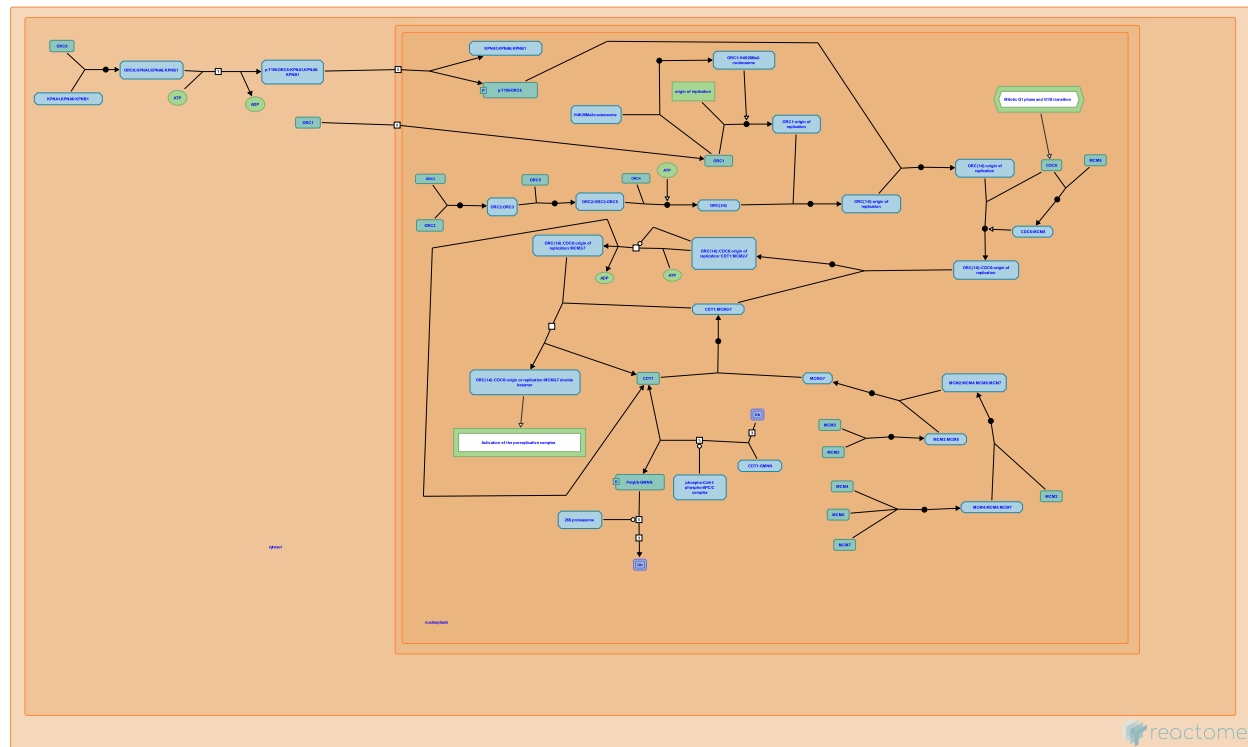 ORC6
ORC6:KPNA1,KPNA6:KPNB1
KPNA1,KPNA6:KPNB1
ATP
ADP
p-T195-ORC6:KPNA1,KPNA6:
KPNB1
ORC1
KPNA1,KPNA6:KPNB1
p-T195-ORC6
ORC1:H4K20Me2-
nucleosome
origin of replication
H4K20Me2-nucleosome
ORC1:origin of
replication
ORC1
Mitotic G1 phase and G1/S transition
CDC6
MCM8
CDC6:MCM8
ORC(1-6):origin of
replication
ORC3
ORC2
ORC2:ORC3
ORC5
ORC2:ORC3:ORC5
ORC4
ATP
ORC(2-5)
ORC(1-5):origin of
replication
ORC(1-6):CDC6:origin of
replication:MCM2-7
ORC(1-6):CDC6:origin of
replication:CDT1:MCM2-7
ADP
ATP
ORC(1-6):CDC6:origin of
replication
CDT1:MCM2-7
ORC(1-6):CDC6:origin or replication:MCM2-7 double
hexamer
CDT1
MCM2-7
MCM2:MCM4:MCM6:MCM7
Activation of the pre-replicative complex
Ub
CDT1:GMNN
PolyUb-GMNN
phospho-Cdh1:
phospho-APC/C
complex
26S proteasome
Ub
MCM3:MCM5
MCM4
MCM6
MCM7
MCM4:MCM6:MCM7
MCM2
cytosol
nucleoplasm
reactome